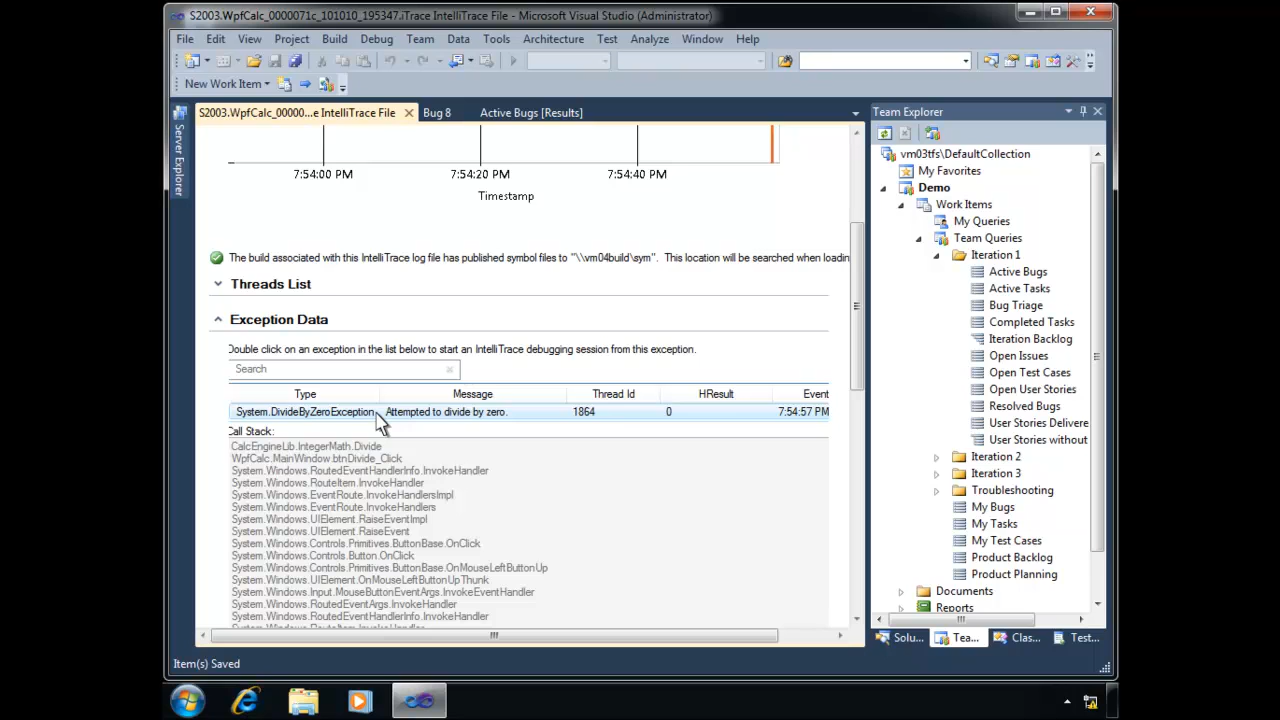 S2003.WpfCalc_0000071c_101010_195347.iTrace IntelliTrace File - Microsoft Visual Studio (Administrator)
File Edit View Project Build Debug Team Data Tools Architecture Test Analyze Window Help
New Work Item
S2003.WpfCalc_00000...e IntelliTrace File Bug 8 Active Bugs [Results]
Server Explorer
7:54:00 PM 7:54:20 PM 7:54:40 PM
Timestamp
The build associated with this IntelliTrace log file has published symbol files to "\\vm04build\sym". This location will be searched when loadin
Threads List
Exception Data
Double click on an exception in the list below to start an IntelliTrace debugging session from this exception.
Search
Type Message Thread Id HResult Event
System.DivideByZeroException Attempted to divide by zero. 1864 0 7:54:57 PM
Call Stack:
CalcEngineLib.IntegerMath.Divide
WpfCalc.MainWindow.btnDivide_Click
System.Windows.RoutedEventHandlerInfo.InvokeHandler
System.Windows.RouteItem.InvokeHandler
System.Windows.EventRoute.InvokeHandlersImpl
System.Windows.EventRoute.InvokeHandlers
System.Windows.UIElement.RaiseEventImpl
System.Windows.UIElement.RaiseEvent
System.Windows.Controls.Primitives.ButtonBase.OnClick
System.Windows.Controls.Button.OnClick
System.Windows.Controls.Primitives.ButtonBase.OnMouseLeftButtonUp
System.Windows.UIElement.OnMouseLeftButtonUpThunk
System.Windows.Input.MouseButtonEventArgs.InvokeEventHandler
System.Windows.RoutedEventArgs.InvokeHandler
System.Windows.RoutedEventHandlerInfo.InvokeHandler
System.Windows.RouteItem.InvokeHandler
Team Explorer
vm03tfs\DefaultCollection
My Favorites
Demo
Work Items
My Queries
Team Queries
Iteration 1
Active Bugs
Active Tasks
Bug Triage
Completed Tasks
Iteration Backlog
Open Issues
Open Test Cases
Open User Stories
Resolved Bugs
User Stories Delivere
User Stories without
Iteration 2
Iteration 3
Troubleshooting
My Bugs
My Tasks
My Test Cases
Product Backlog
Product Planning
Documents
Reports
Solu... Tea... Clas... Test...
Item(s) Saved